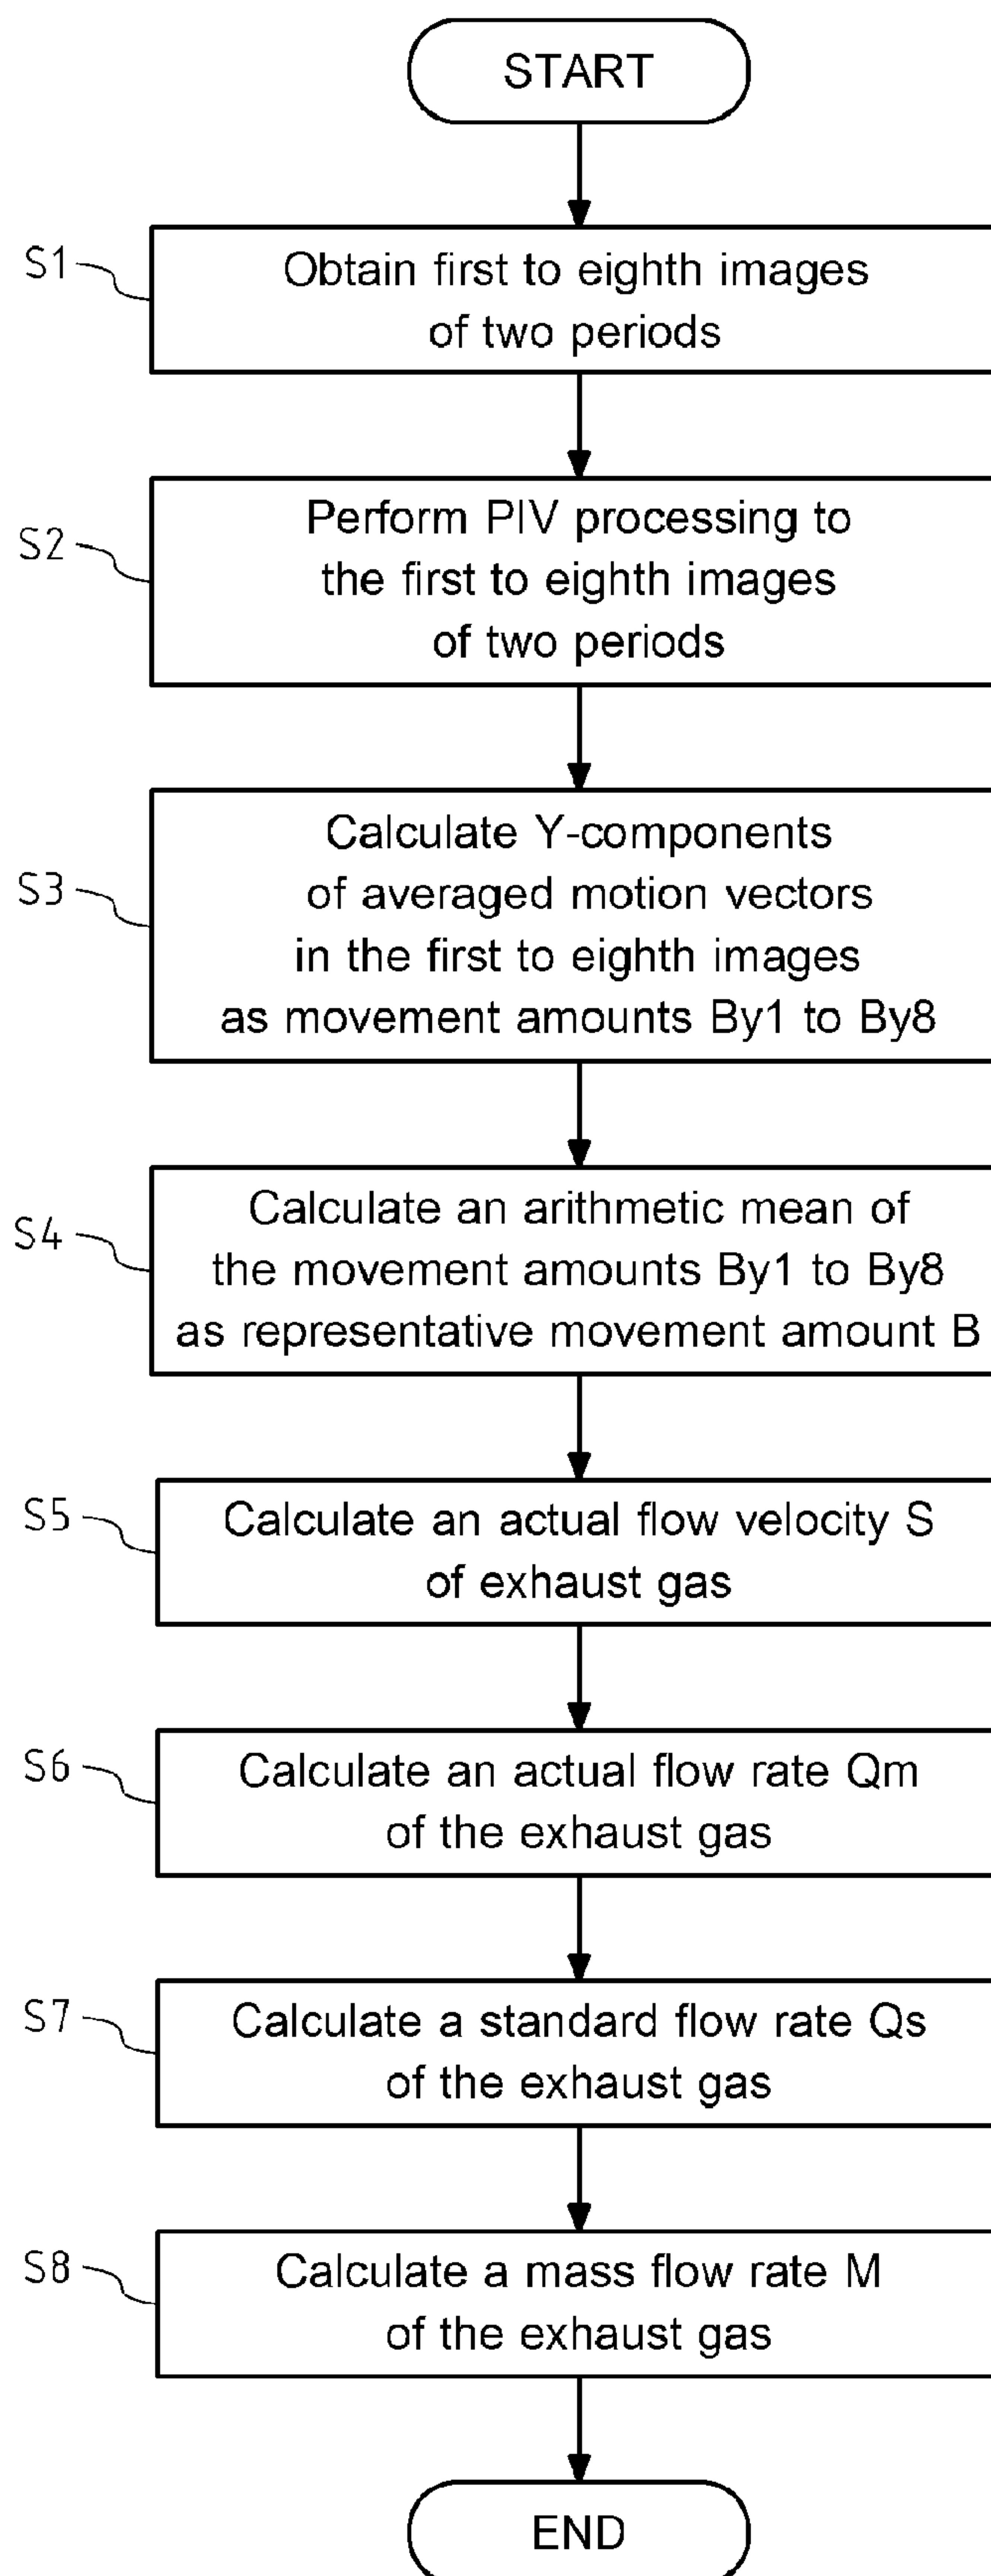 START
S1
Obtain first to eighth images
of two periods
S2
Perform PIV processing to
the first to eighth images
of two periods
S3
Calculate Y-components
of averaged motion vectors
in the first to eighth images
as movement amounts By1 to By8
S4
Calculate an arithmetic mean of
the movement amounts By1 to By8
as representative movement amount B
S5
Calculate an actual flow velocity S
of exhaust gas
S6
Calculate an actual flow rate Qm
of the exhaust gas
S7
Calculate a standard flow rate Qs
of the exhaust gas
S8
Calculate a mass flow rate M
of the exhaust gas
END